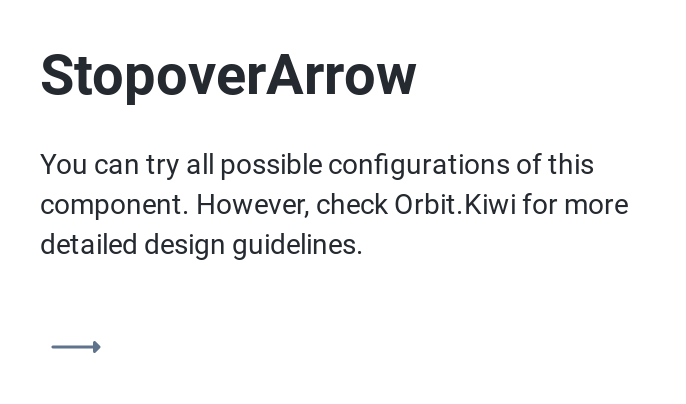 StopoverArrow
You can try all possible configurations of this
component. However, check Orbit.Kiwi for more
detailed design guidelines.